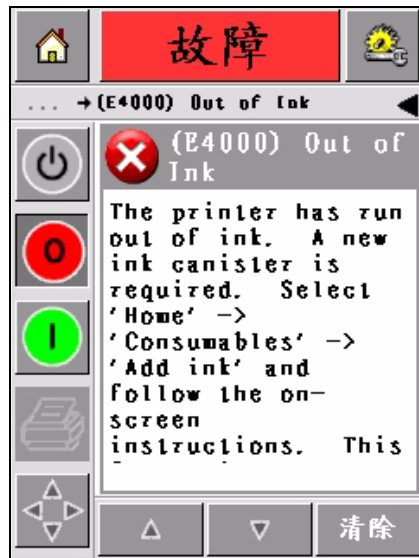 故障
... →(E4000) Out of Ink
(E4000) Out of
Ink
The printer has run
out of ink. A new
ink canister is
required. Select
'Home' ->
'Consumables' ->
'Add ink' and
follow the on-
screen
instructions. This
清除